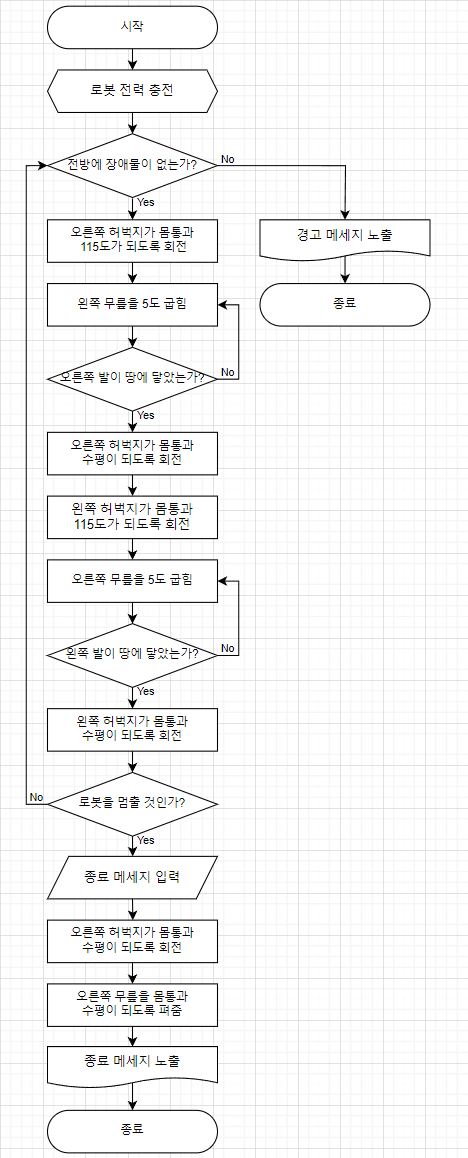 시작
로봇 전력 충전
전방에 장애물이 없는가?
No
Yes
오른쪽 허벅지가 몸통과
115도가 되도록 회전
경고 메세지 노출
왼쪽 무릎을 5도 굽힘
종료
오른쪽 발이 땅에 닿았는가?
No
Yes
오른쪽 허벅지가 몸통과
수평이 되도록 회전
왼쪽 허벅지가 몸통과
115도가 되도록 회전
오른쪽 무릎을 5도 굽힘
왼쪽 발이 땅에 닿았는가?
No
Yes
왼쪽 허벅지가 몸통과
수평이 되도록 회전
No
로봇을 멈출 것인가?
Yes
종료 메세지 입력
오른쪽 허벅지가 몸통과
수평이 되도록 회전
오른쪽 무릎을 몸통과
수평이 되도록 펴줌
종료 메세지 노출
종료